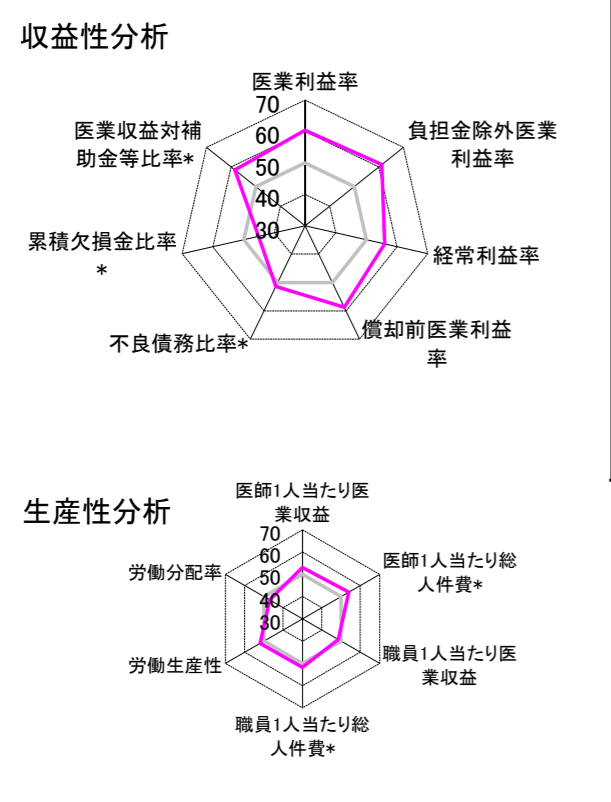 収益性分析
医業利益率
70
60
50
40
30
負担金除外医業
利益率
経常利益率
償却前医業利益
率
不良債務比率*
累積欠損金比率
*
医業収益対補
助金等比率*
生産性分析
医師1人当たり医
業収益
70
60
50
40
30
医師1人当たり総
人件費*
職員1人当たり医
業収益
職員1人当たり総
人件費*
労働生産性
労働分配率